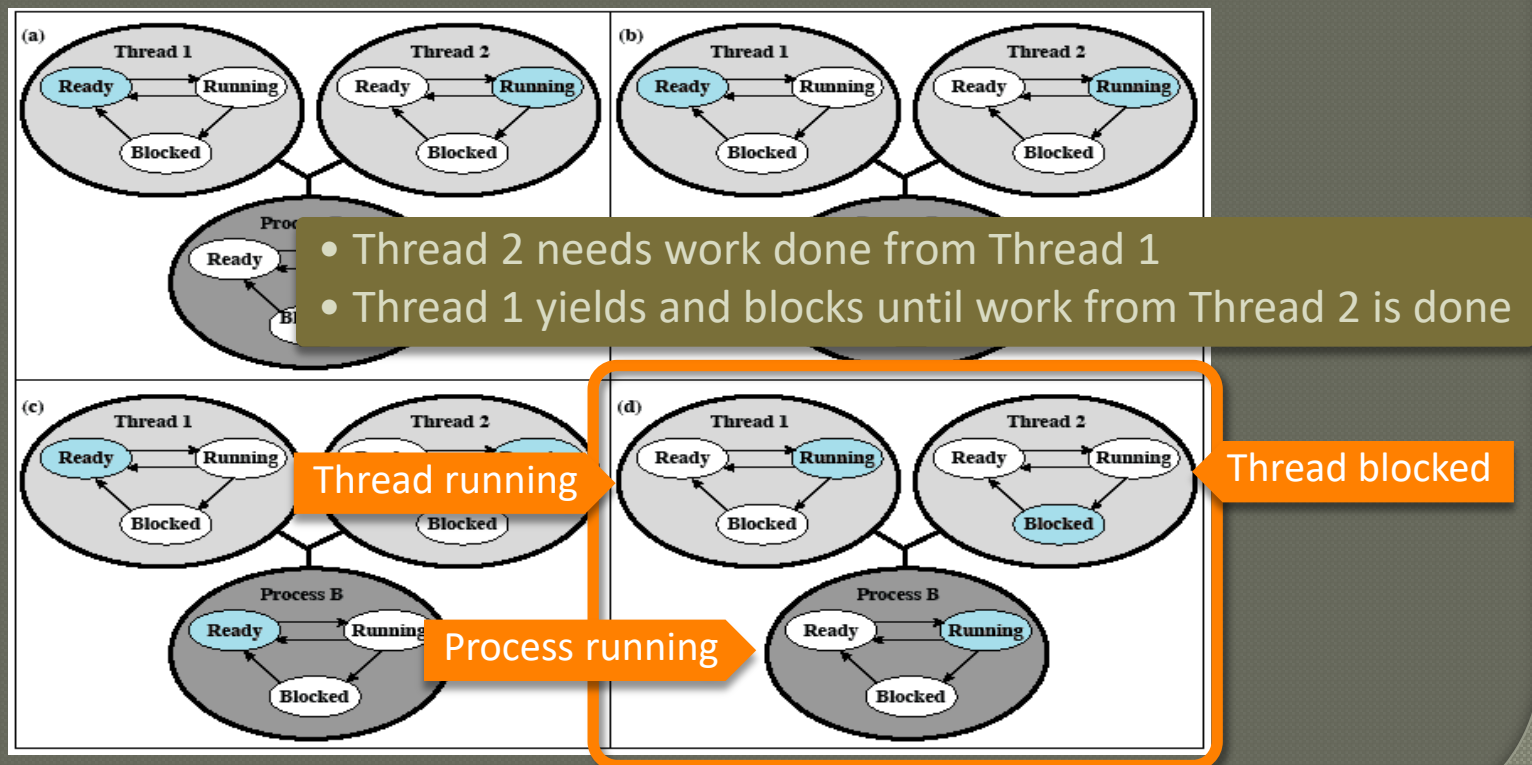 (a)
Thread 1
Thread 2
Ready
Running
Ready
Running
Blocked
Blocked
Ready
(b)
Thread 1
Thread 2
Ready
Running
Ready
Running
Blocked
Blocked
• Thread 2 needs work done from Thread 1
• Thread 1 yields and blocks until work from Thread 2 is done
(c)
Thread 1
Thread 2
Ready
Running
Blocked
Blocked
Thread running
Process B
Ready
Running
Blocked
Process running
(d)
Thread 1
Thread 2
Ready
Running
Ready
Running
Blocked
Blocked
Thread blocked
Process B
Ready
Running
Blocked